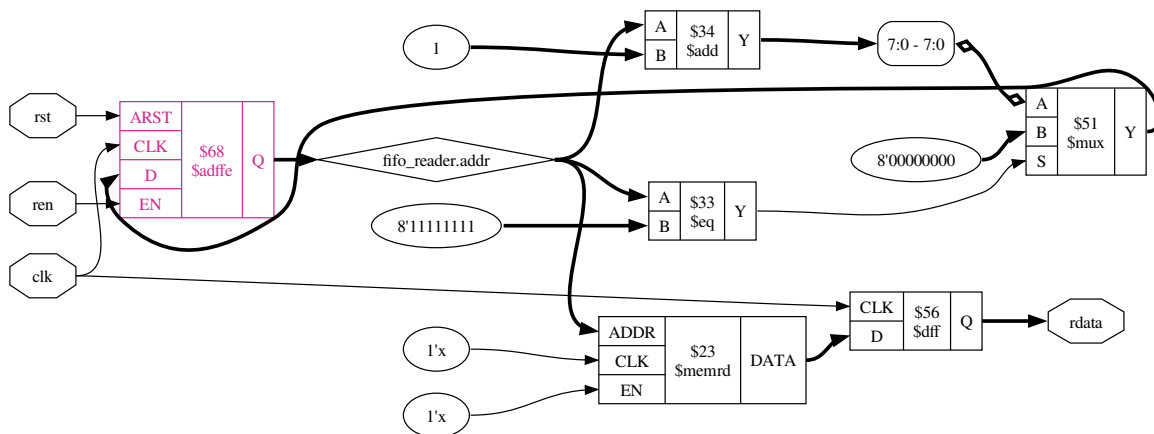 rst
ren
clk
ARST
CLK
D
EN
$68
$adffe
Q
fifo_reader.addr
1
A
B
$34
$add
Y
7:0 - 7:0
8'00000000
A
B
S
$51
$mux
Y
8'11111111
A
B
$33
$eq
Y
1'x
1'x
ADDR
CLK
EN
$23
$memrd
DATA
CLK
D
$56
$dff
Q
rdata